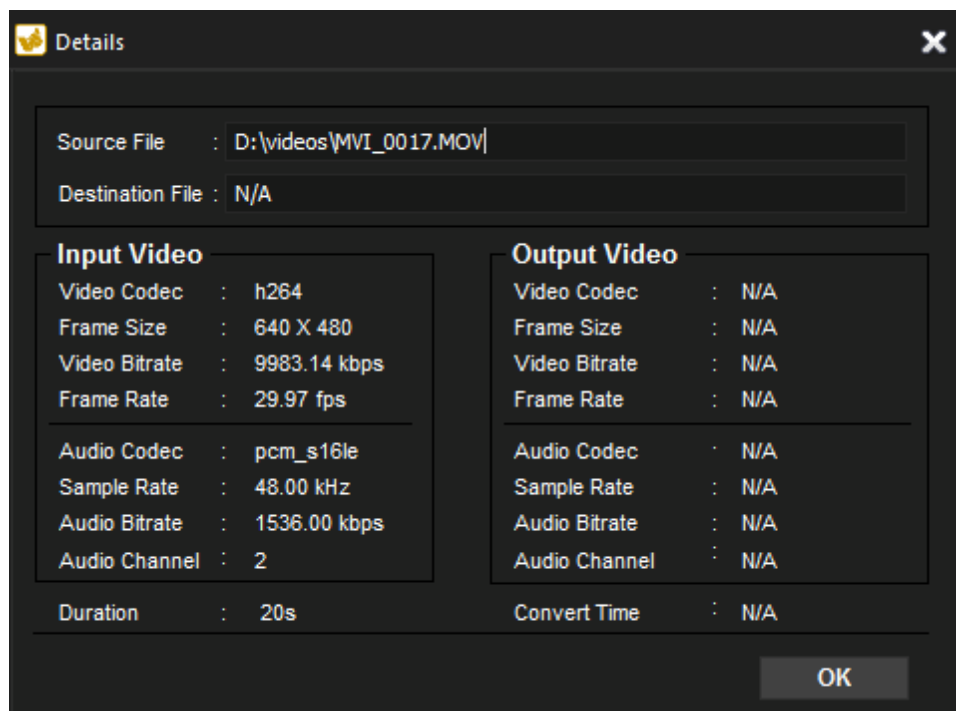 Details
Source File : D:\videos\MVI_0017.MOV
Destination File : N/A
Input Video
Video Codec : h264
Frame Size : 640 X 480
Video Bitrate : 9983.14 kbps
Frame Rate : 29.97 fps
Audio Codec : pcm_s16le
Sample Rate : 48.00 kHz
Audio Bitrate : 1536.00 kbps
Audio Channel : 2
Duration : 20s
Output Video
Video Codec : N/A
Frame Size : N/A
Video Bitrate : N/A
Frame Rate : N/A
Audio Codec : N/A
Sample Rate : N/A
Audio Bitrate : N/A
Audio Channel : N/A
Convert Time : N/A
OK